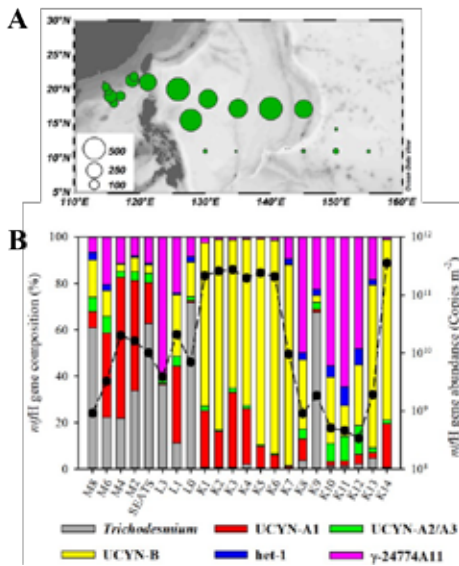 A
30°N
25°N
20°N
15°N
10°N
5°N
500
250
100
Ocean Data View
110°E 120°E 130°E 140°E 150°E 160°E
B
nifH gene composition (%)
100
80
60
40
20
0
nifH gene abundance (Copies m⁻²)
10¹²
10¹¹
10¹⁰
10⁹
10⁸
M8 M6 M4 M2 SEATS L3 L1 L0 K1 K2 K3 K4 K5 K6 K7 K8 K9 K10 K11 K12 K13 K14
Trichodesmium UCYN-A1 UCYN-A2/A3
UCYN-B het-1 γ-24774A11